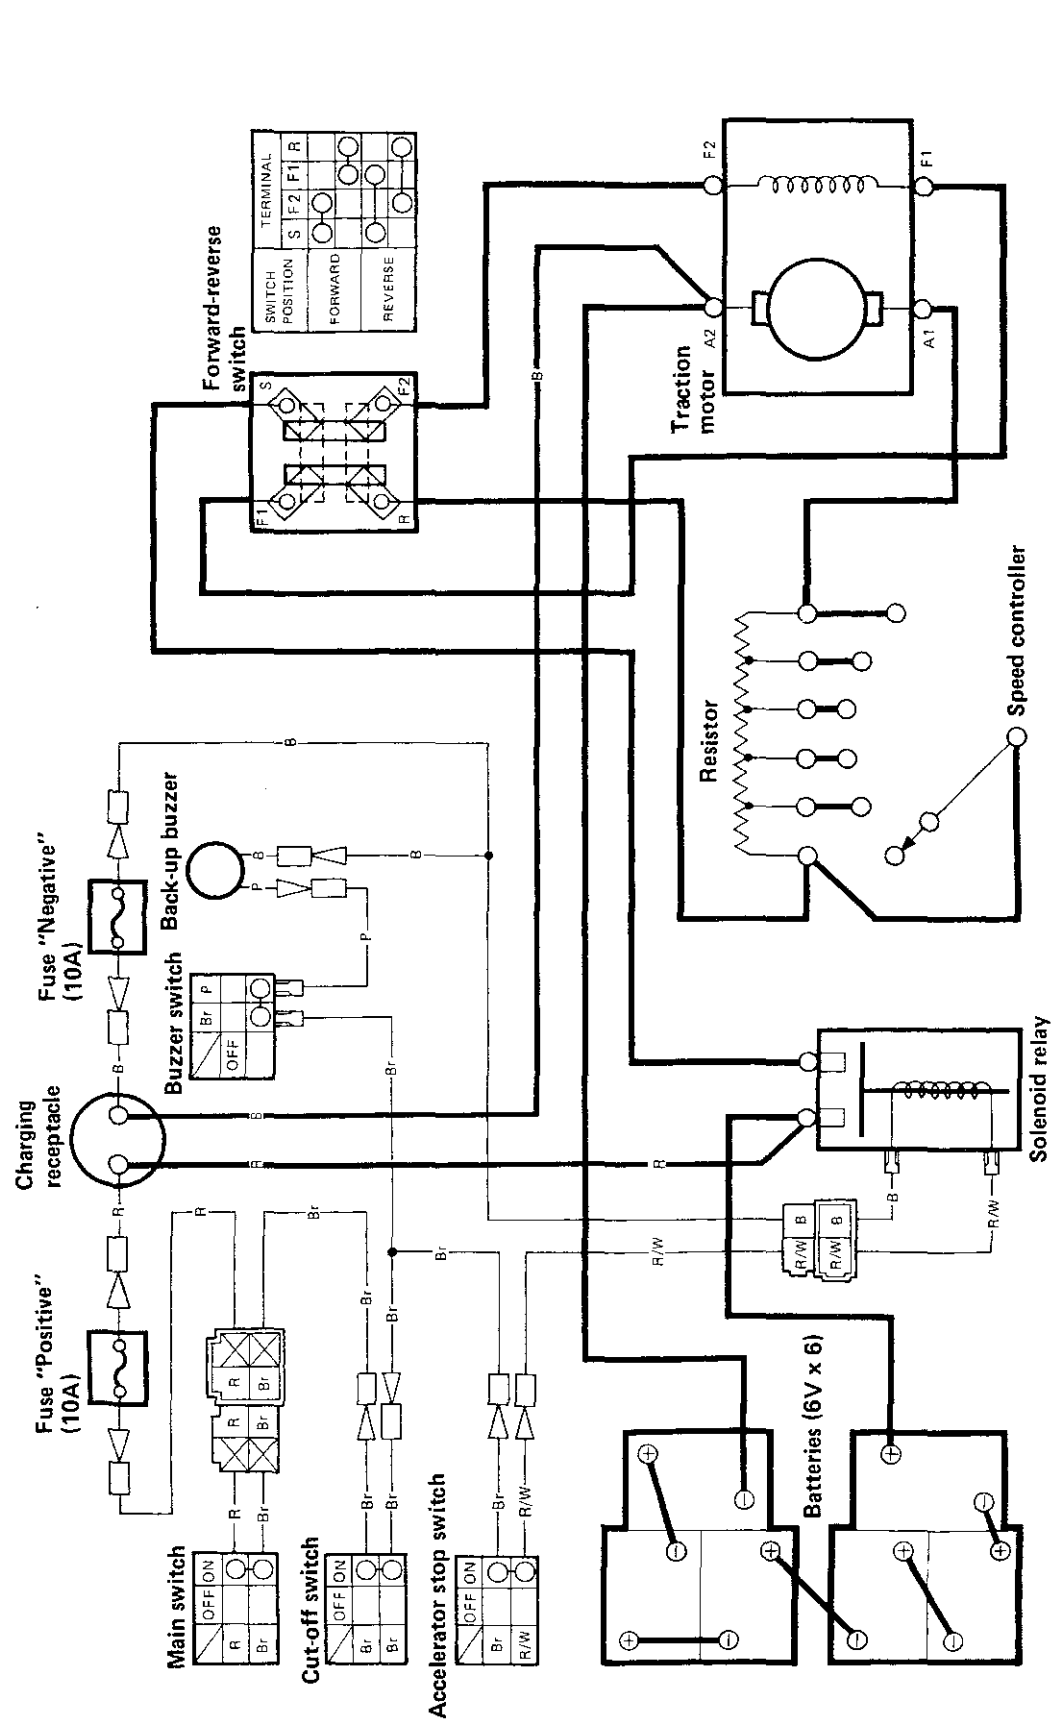 Charging
receptacle
Fuse "Positive"
(10A)
Fuse "Negative"
(10A)
R
R
B
B
Main switch
OFF
ON
R
Br
R
Br
R
R
Br
Br
Br
Cut-off switch
OFF
ON
Br
Br
Br
Br
Br
Br
Accelerator stop switch
OFF
ON
Br
R/W
Br
R/W
Br
R/W
Buzzer switch
Br
P
OFF
Br
P
Back-up buzzer
P
B
B
R
B
R
B
Forward-reverse
switch
F1
S
R
F2
SWITCH
POSITION
TERMINAL
S
F2
F1
R
FORWARD
REVERSE
Traction
motor
A2
F2
A1
F1
Resistor
Speed controller
Solenoid relay
R/W
B
R/W
B
B
R/W
Batteries (6V x 6)
+
−
+
−
+
−
+
−
+
−
+
−